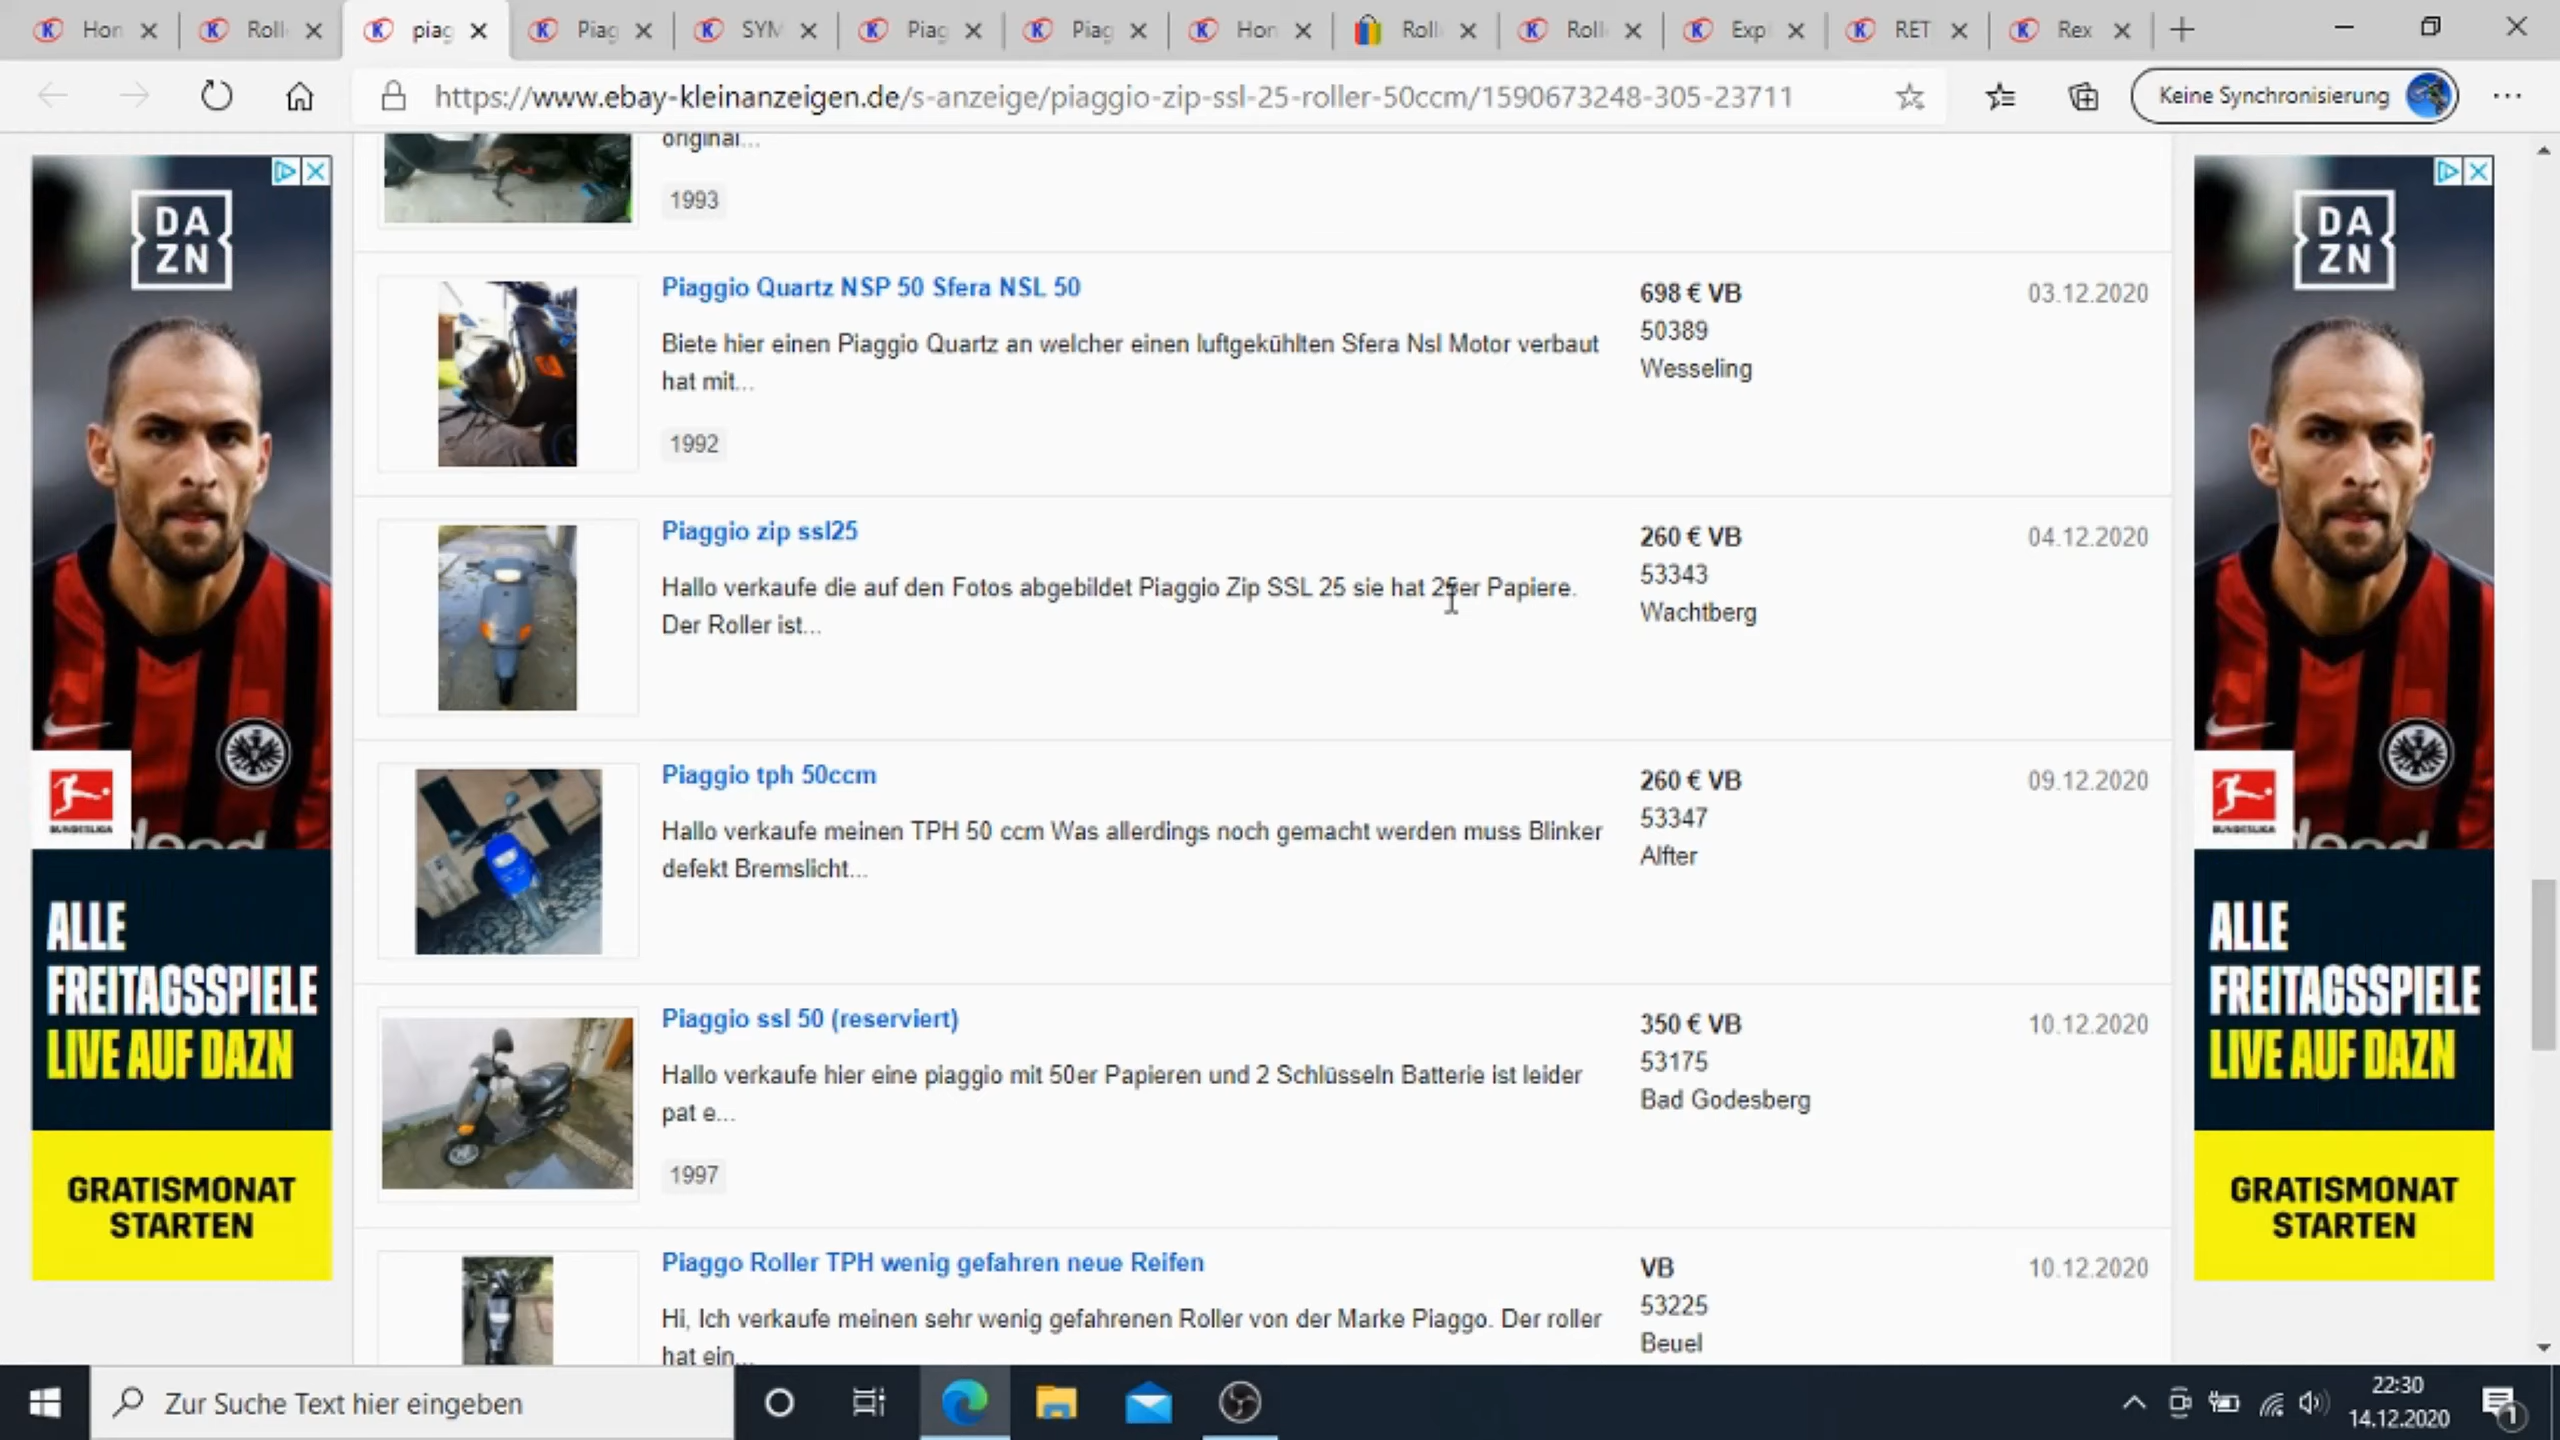 Hon
Roll
piag
Piag
SYM
Piag
Piag
Hon
Roll
Roll
Exp
RET
Rex
https://www.ebay-kleinanzeigen.de/s-anzeige/piaggio-zip-ssl-25-roller-50ccm/1590673248-305-23711
Keine Synchronisierung
original...
1993
Piaggio Quartz NSP 50 Sfera NSL 50
698 € VB
03.12.2020
Biete hier einen Piaggio Quartz an welcher einen luftgekühlten Sfera Nsl Motor verbaut
hat mit...
50389
Wesseling
1992
Piaggio zip ssl25
260 € VB
04.12.2020
Hallo verkaufe die auf den Fotos abgebildet Piaggio Zip SSL 25 sie hat 25er Papiere.
Der Roller ist...
53343
Wachtberg
Piaggio tph 50ccm
260 € VB
09.12.2020
Hallo verkaufe meinen TPH 50 ccm Was allerdings noch gemacht werden muss Blinker
defekt Bremslicht...
53347
Alfter
Piaggio ssl 50 (reserviert)
350 € VB
10.12.2020
Hallo verkaufe hier eine piaggio mit 50er Papieren und 2 Schlüsseln Batterie ist leider
pat e...
53175
Bad Godesberg
1997
Piaggo Roller TPH wenig gefahren neue Reifen
VB
10.12.2020
Hi, Ich verkaufe meinen sehr wenig gefahrenen Roller von der Marke Piaggo. Der roller
hat ein...
53225
Beuel
DA
ZN
BUNDESLIGA
ALLE
FREITAGSSPIELE
LIVE AUF DAZN
GRATISMONAT
STARTEN
DA
ZN
BUNDESLIGA
ALLE
FREITAGSSPIELE
LIVE AUF DAZN
GRATISMONAT
STARTEN
Zur Suche Text hier eingeben
22:30
14.12.2020
1